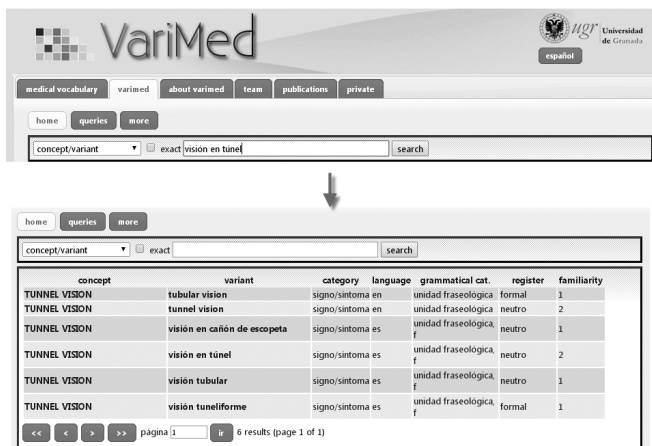 VariMed
ugr Universidad de Granada
español
medical vocabulary varimed about varimed team publications private
home queries more
concept/variant exact visión en túnel search
home queries more
concept/variant exact search
concept variant category language grammatical cat. register familiarity
TUNNEL VISION tubular vision signo/síntoma en unidad fraseológica formal 1
TUNNEL VISION tunnel vision signo/síntoma en unidad fraseológica neutro 2
TUNNEL VISION visión en cañón de escopeta signo/síntoma es unidad fraseológica, f neutro 1
TUNNEL VISION visión en túnel signo/síntoma es unidad fraseológica, f neutro 2
TUNNEL VISION visión tubular signo/síntoma es unidad fraseológica, f neutro 1
TUNNEL VISION visión tuneliforme signo/síntoma es unidad fraseológica, f formal 1
<< < > >> página 1 ir 6 results (page 1 of 1)